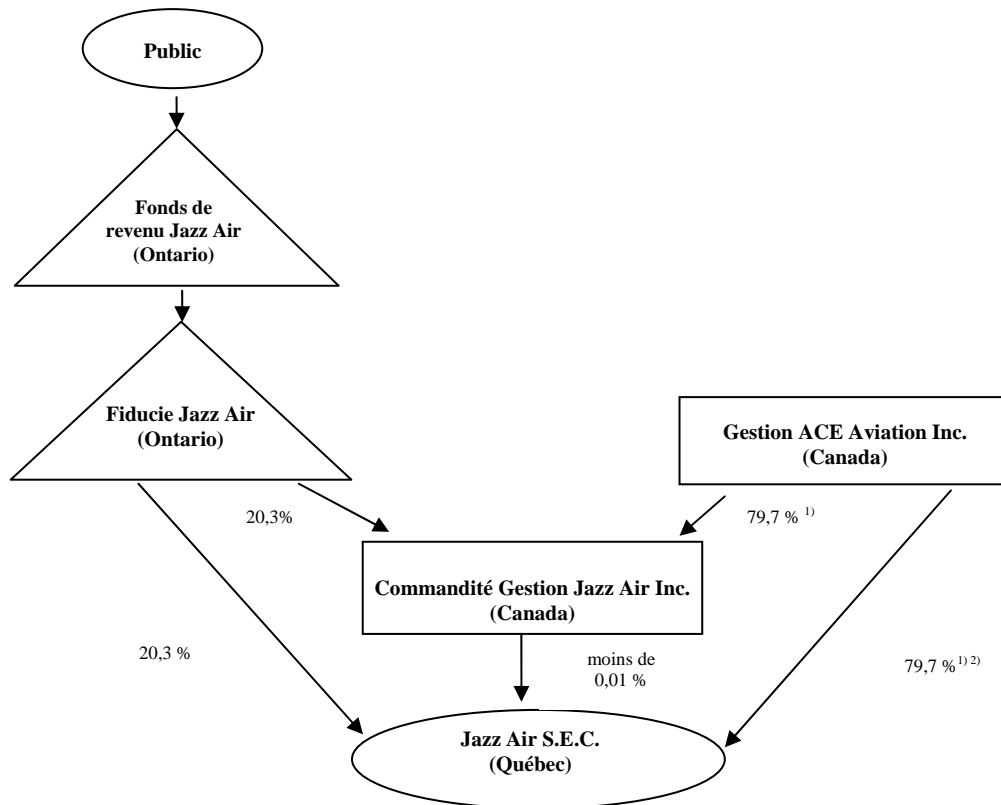 Public
Fonds de
revenu Jazz Air
(Ontario)
Fiducie Jazz Air
(Ontario)
Gestion ACE Aviation Inc.
(Canada)
20,3%
79,7 % 1)
Commandité Gestion Jazz Air Inc.
(Canada)
20,3 %
moins de
0,01 %
79,7 % 1) 2)
Jazz Air S.E.C.
(Québec)